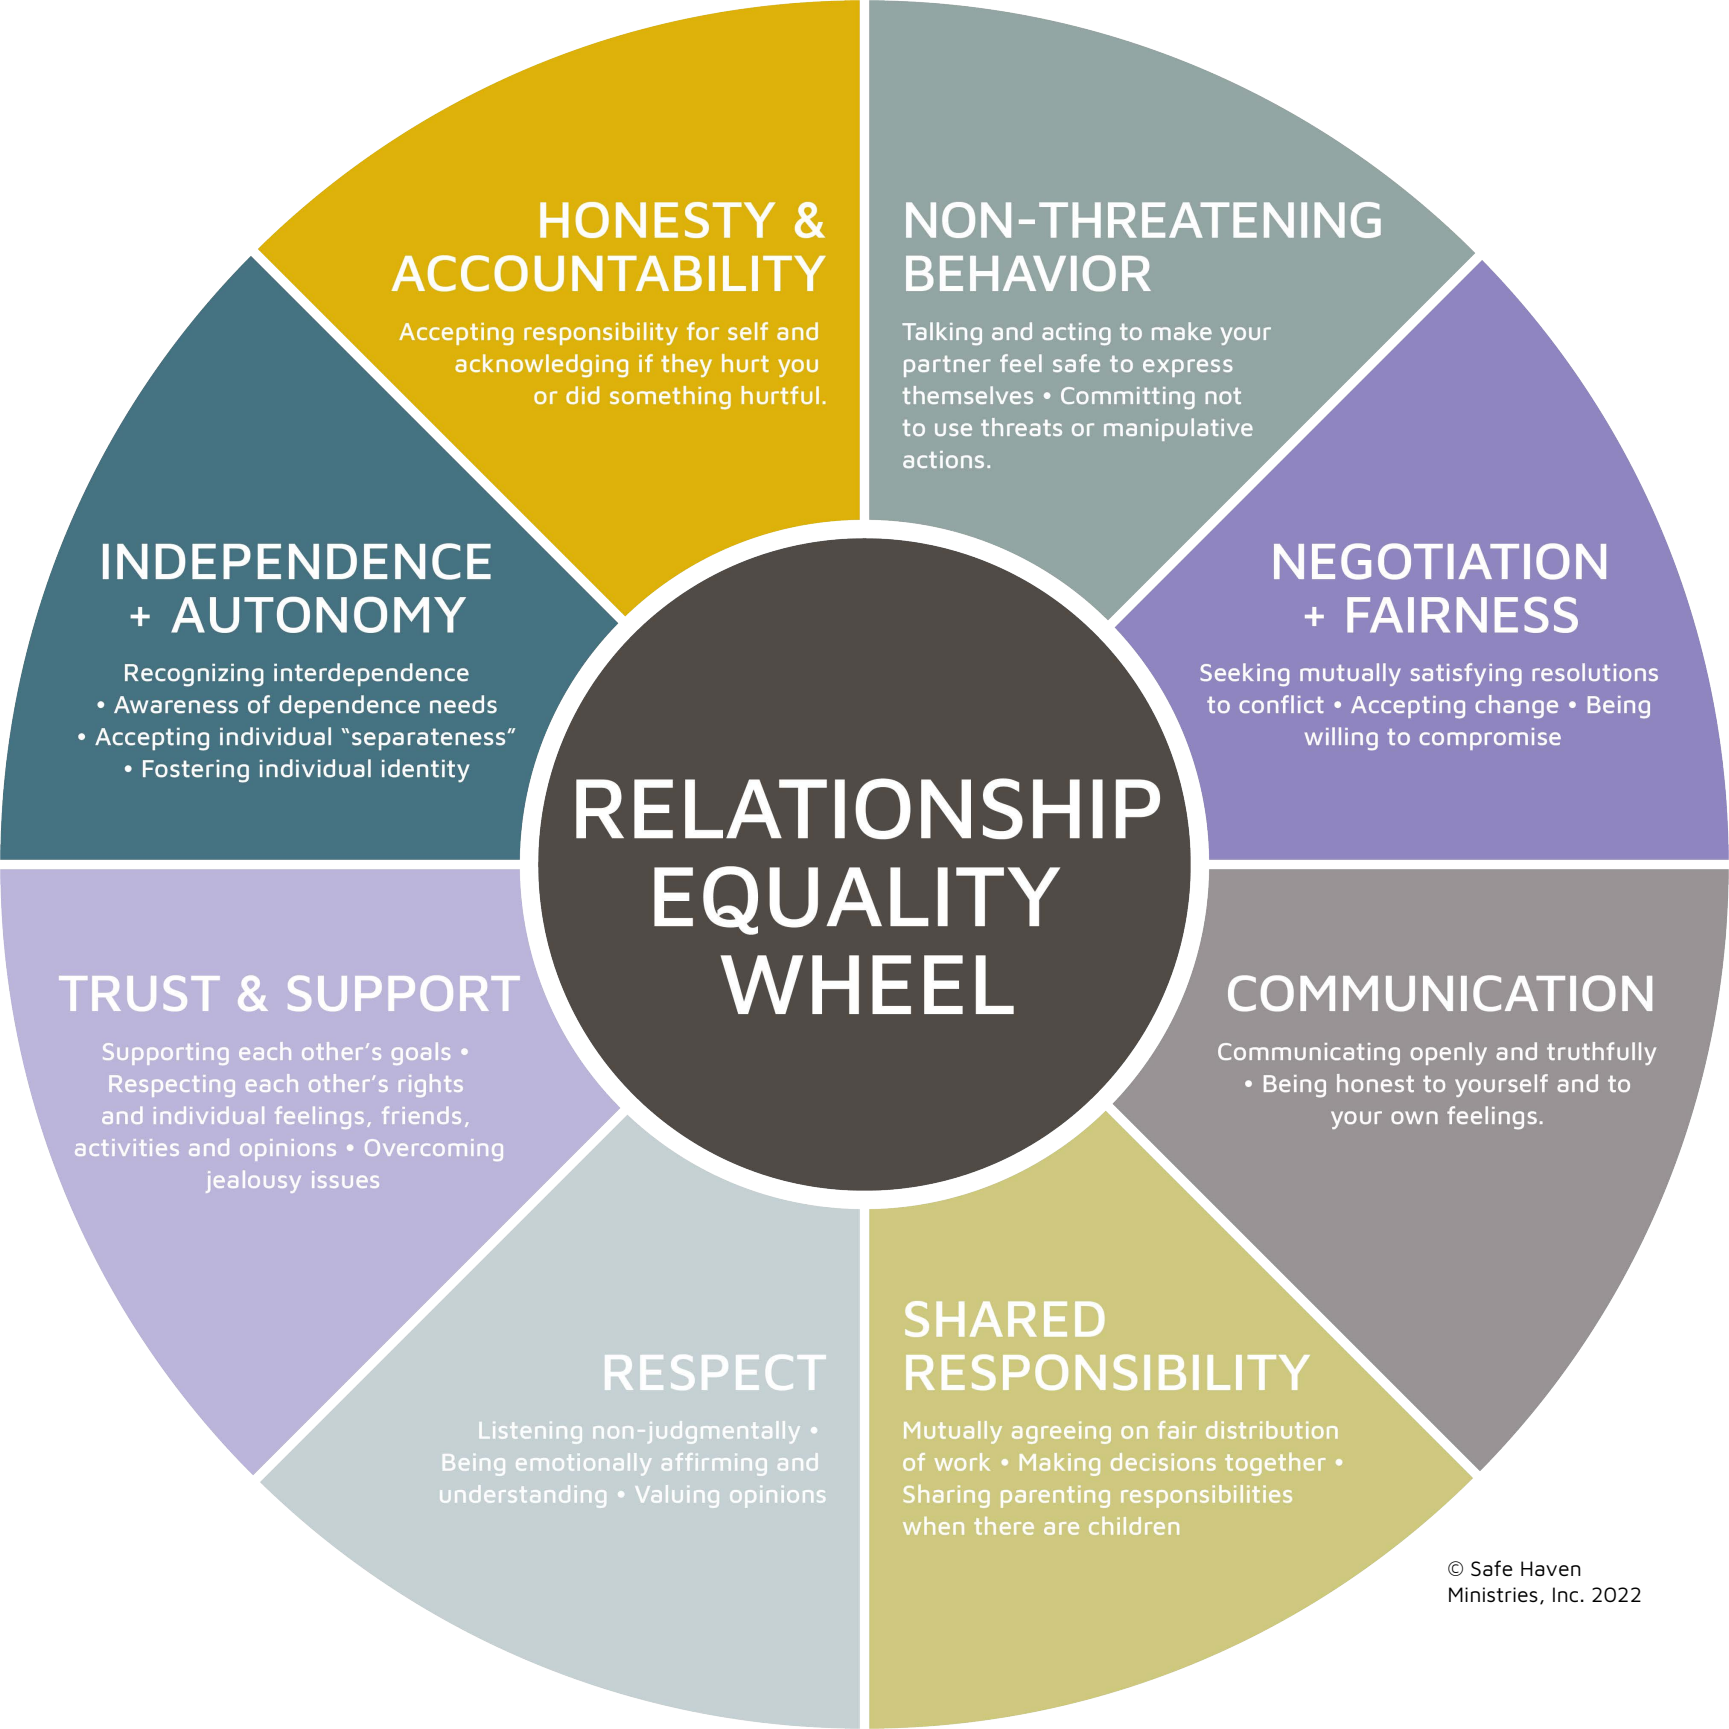 HONESTY &
ACCOUNTABILITY
Accepting responsibility for self and
acknowledging if they hurt you
or did something hurtful.
NON-THREATENING
BEHAVIOR
Talking and acting to make your
partner feel safe to express
themselves • Committing not
to use threats or manipulative
actions.
INDEPENDENCE
+ AUTONOMY
Recognizing interdependence
• Awareness of dependence needs
• Accepting individual “separateness”
• Fostering individual identity
NEGOTIATION
+ FAIRNESS
Seeking mutually satisfying resolutions
to conflict • Accepting change • Being
willing to compromise
RELATIONSHIP
EQUALITY
WHEEL
TRUST & SUPPORT
Supporting each other’s goals •
Respecting each other’s rights
and individual feelings, friends,
activities and opinions • Overcoming
jealousy issues
COMMUNICATION
Communicating openly and truthfully
• Being honest to yourself and to
your own feelings.
RESPECT
Listening non-judgmentally •
Being emotionally affirming and
understanding • Valuing opinions
SHARED
RESPONSIBILITY
Mutually agreeing on fair distribution
of work • Making decisions together •
Sharing parenting responsibilities
when there are children
© Safe Haven
Ministries, Inc. 2022